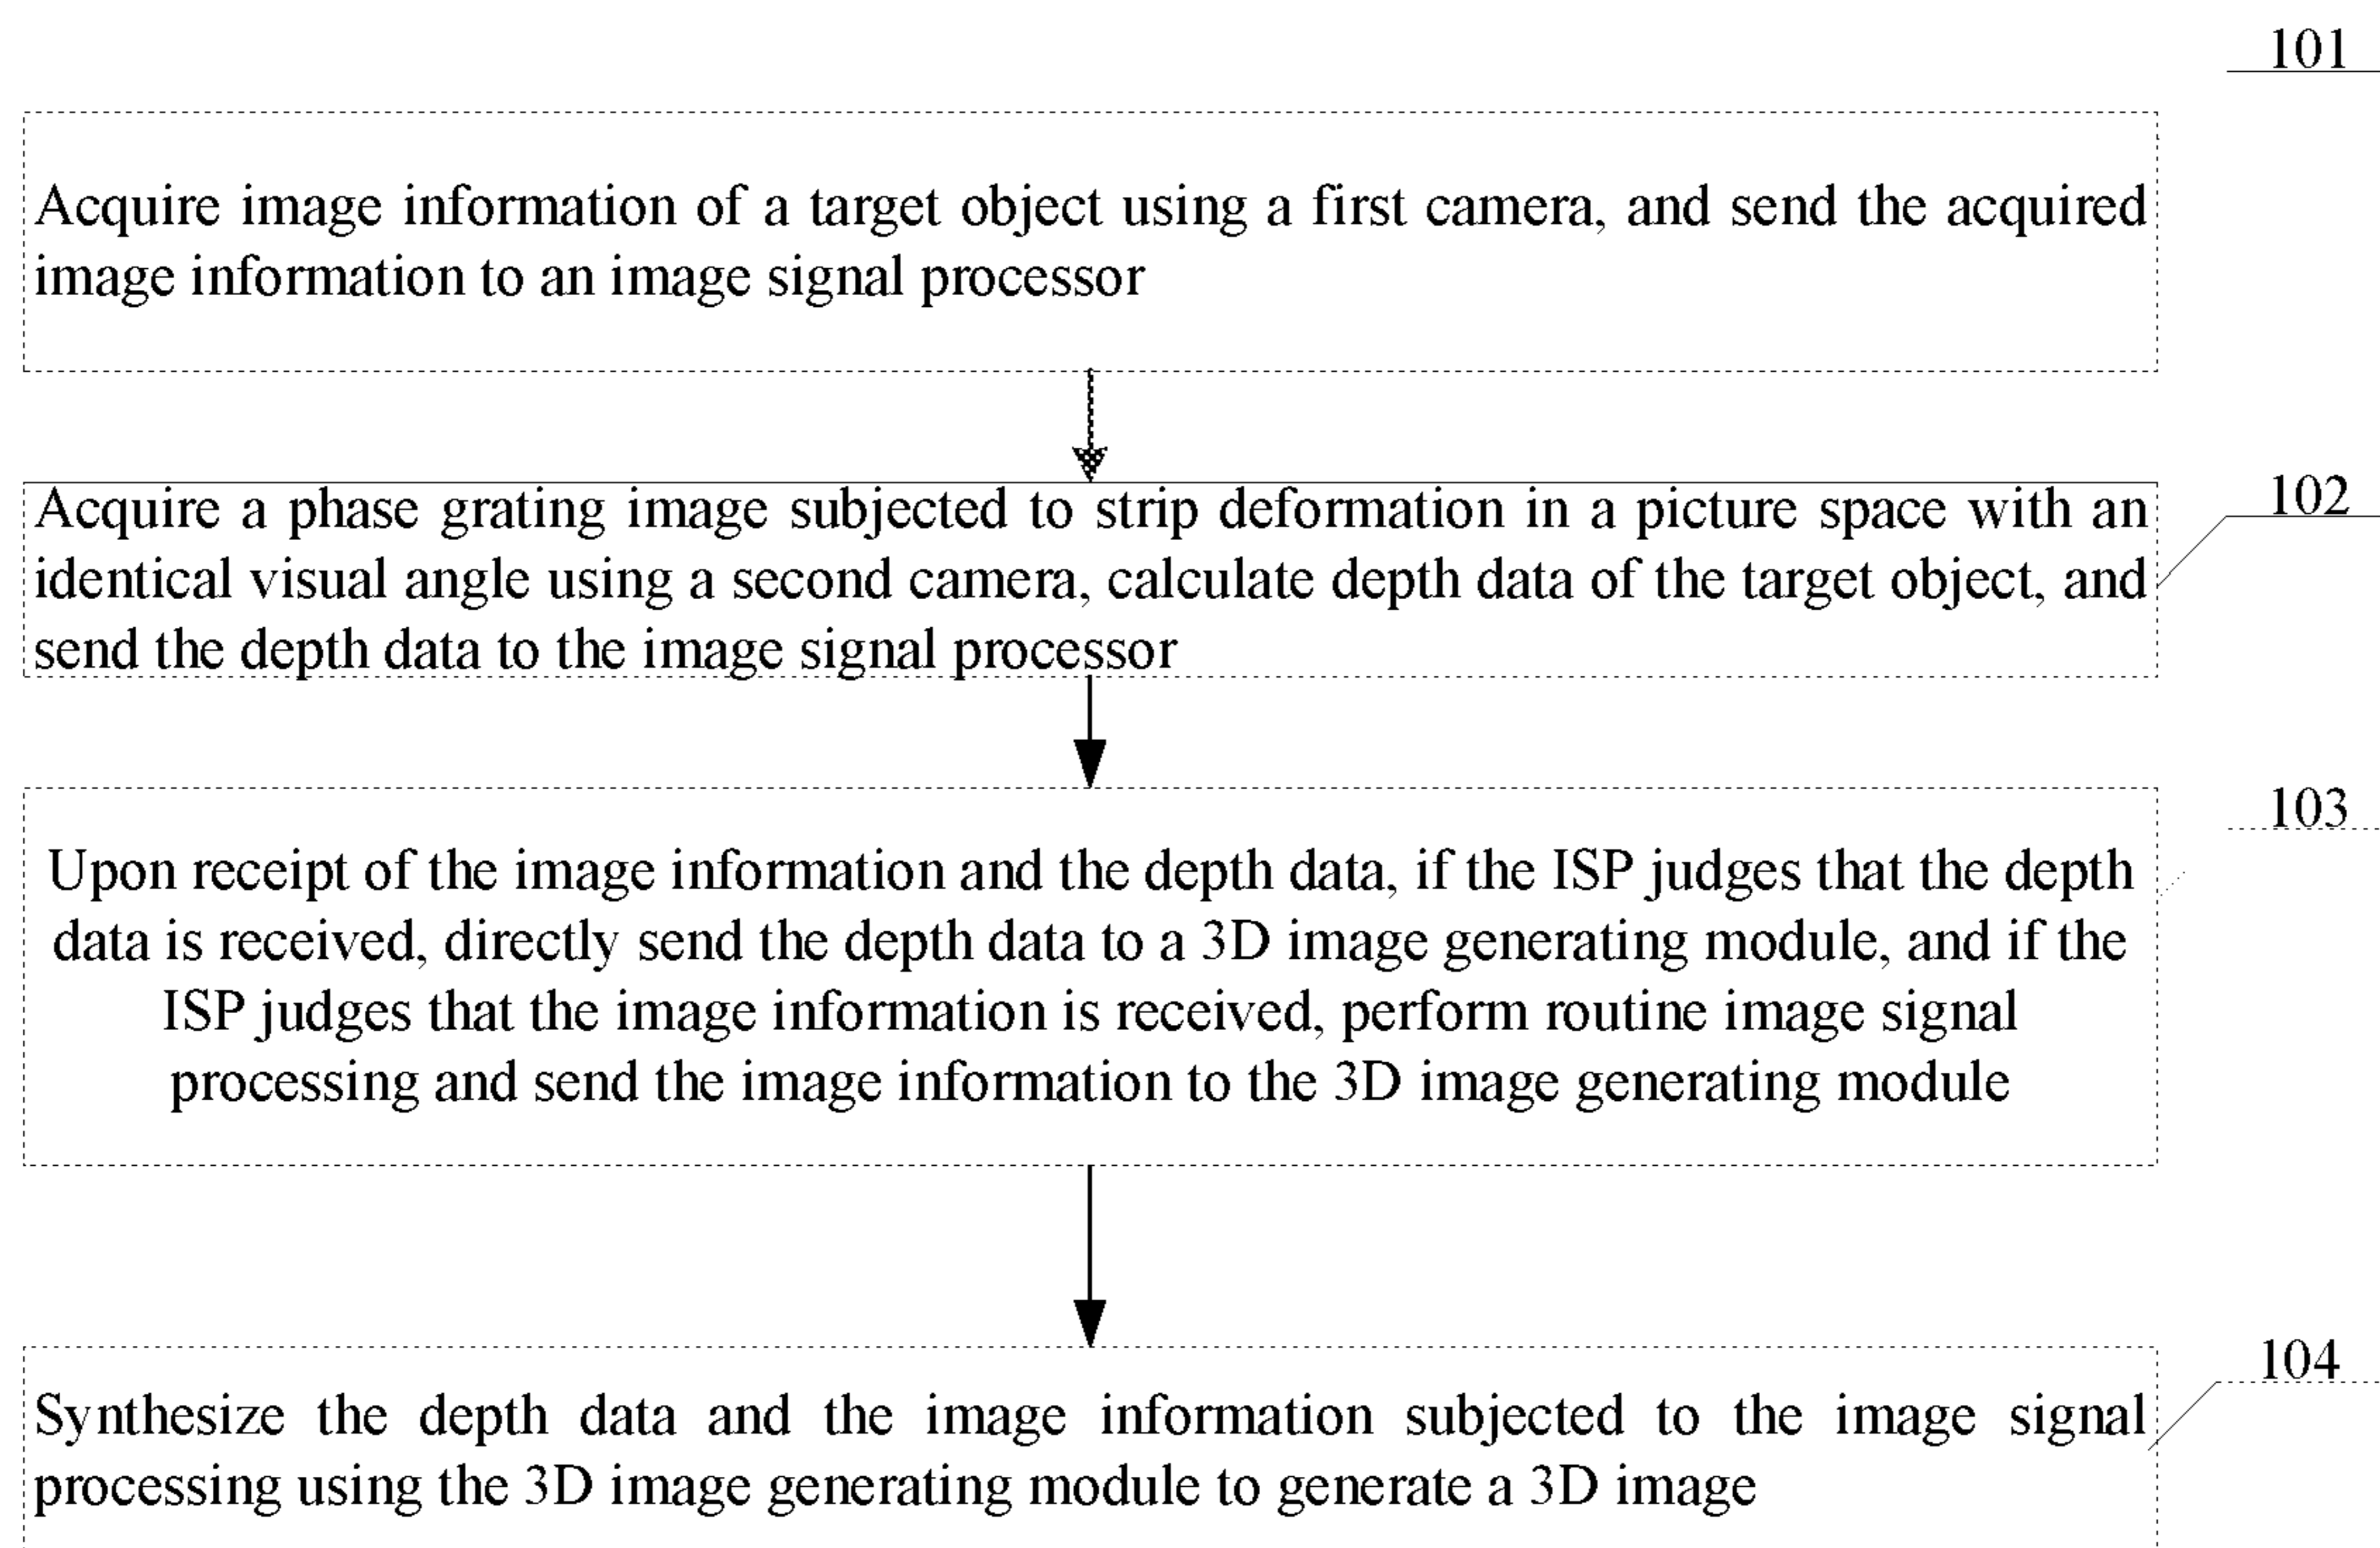 101
Acquire image information of a target object using a first camera, and send the acquired
image information to an image signal processor
102
Acquire a phase grating image subjected to strip deformation in a picture space with an
identical visual angle using a second camera, calculate depth data of the target object, and
send the depth data to the image signal processor
103
Upon receipt of the image information and the depth data, if the ISP judges that the depth
data is received, directly send the depth data to a 3D image generating module, and if the
ISP judges that the image information is received, perform routine image signal
processing and send the image information to the 3D image generating module
104
Synthesize the depth data and the image information subjected to the image signal
processing using the 3D image generating module to generate a 3D image